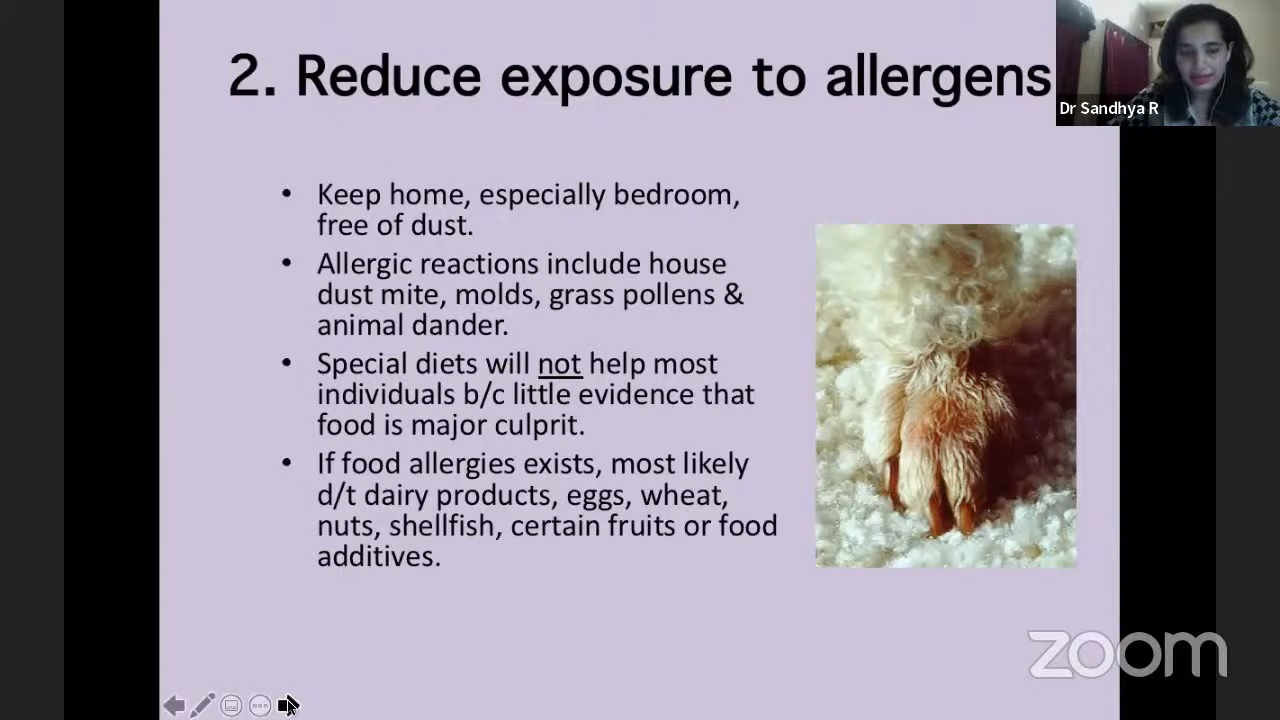 2. Reduce exposure to allergens
Dr Sandhya R
• Keep home, especially bedroom,
free of dust.
• Allergic reactions include house
dust mite, molds, grass pollens &
animal dander.
• Special diets will not help most
individuals b/c little evidence that
food is major culprit.
• If food allergies exists, most likely
d/t dairy products, eggs, wheat,
nuts, shellfish, certain fruits or food
additives.
zoom